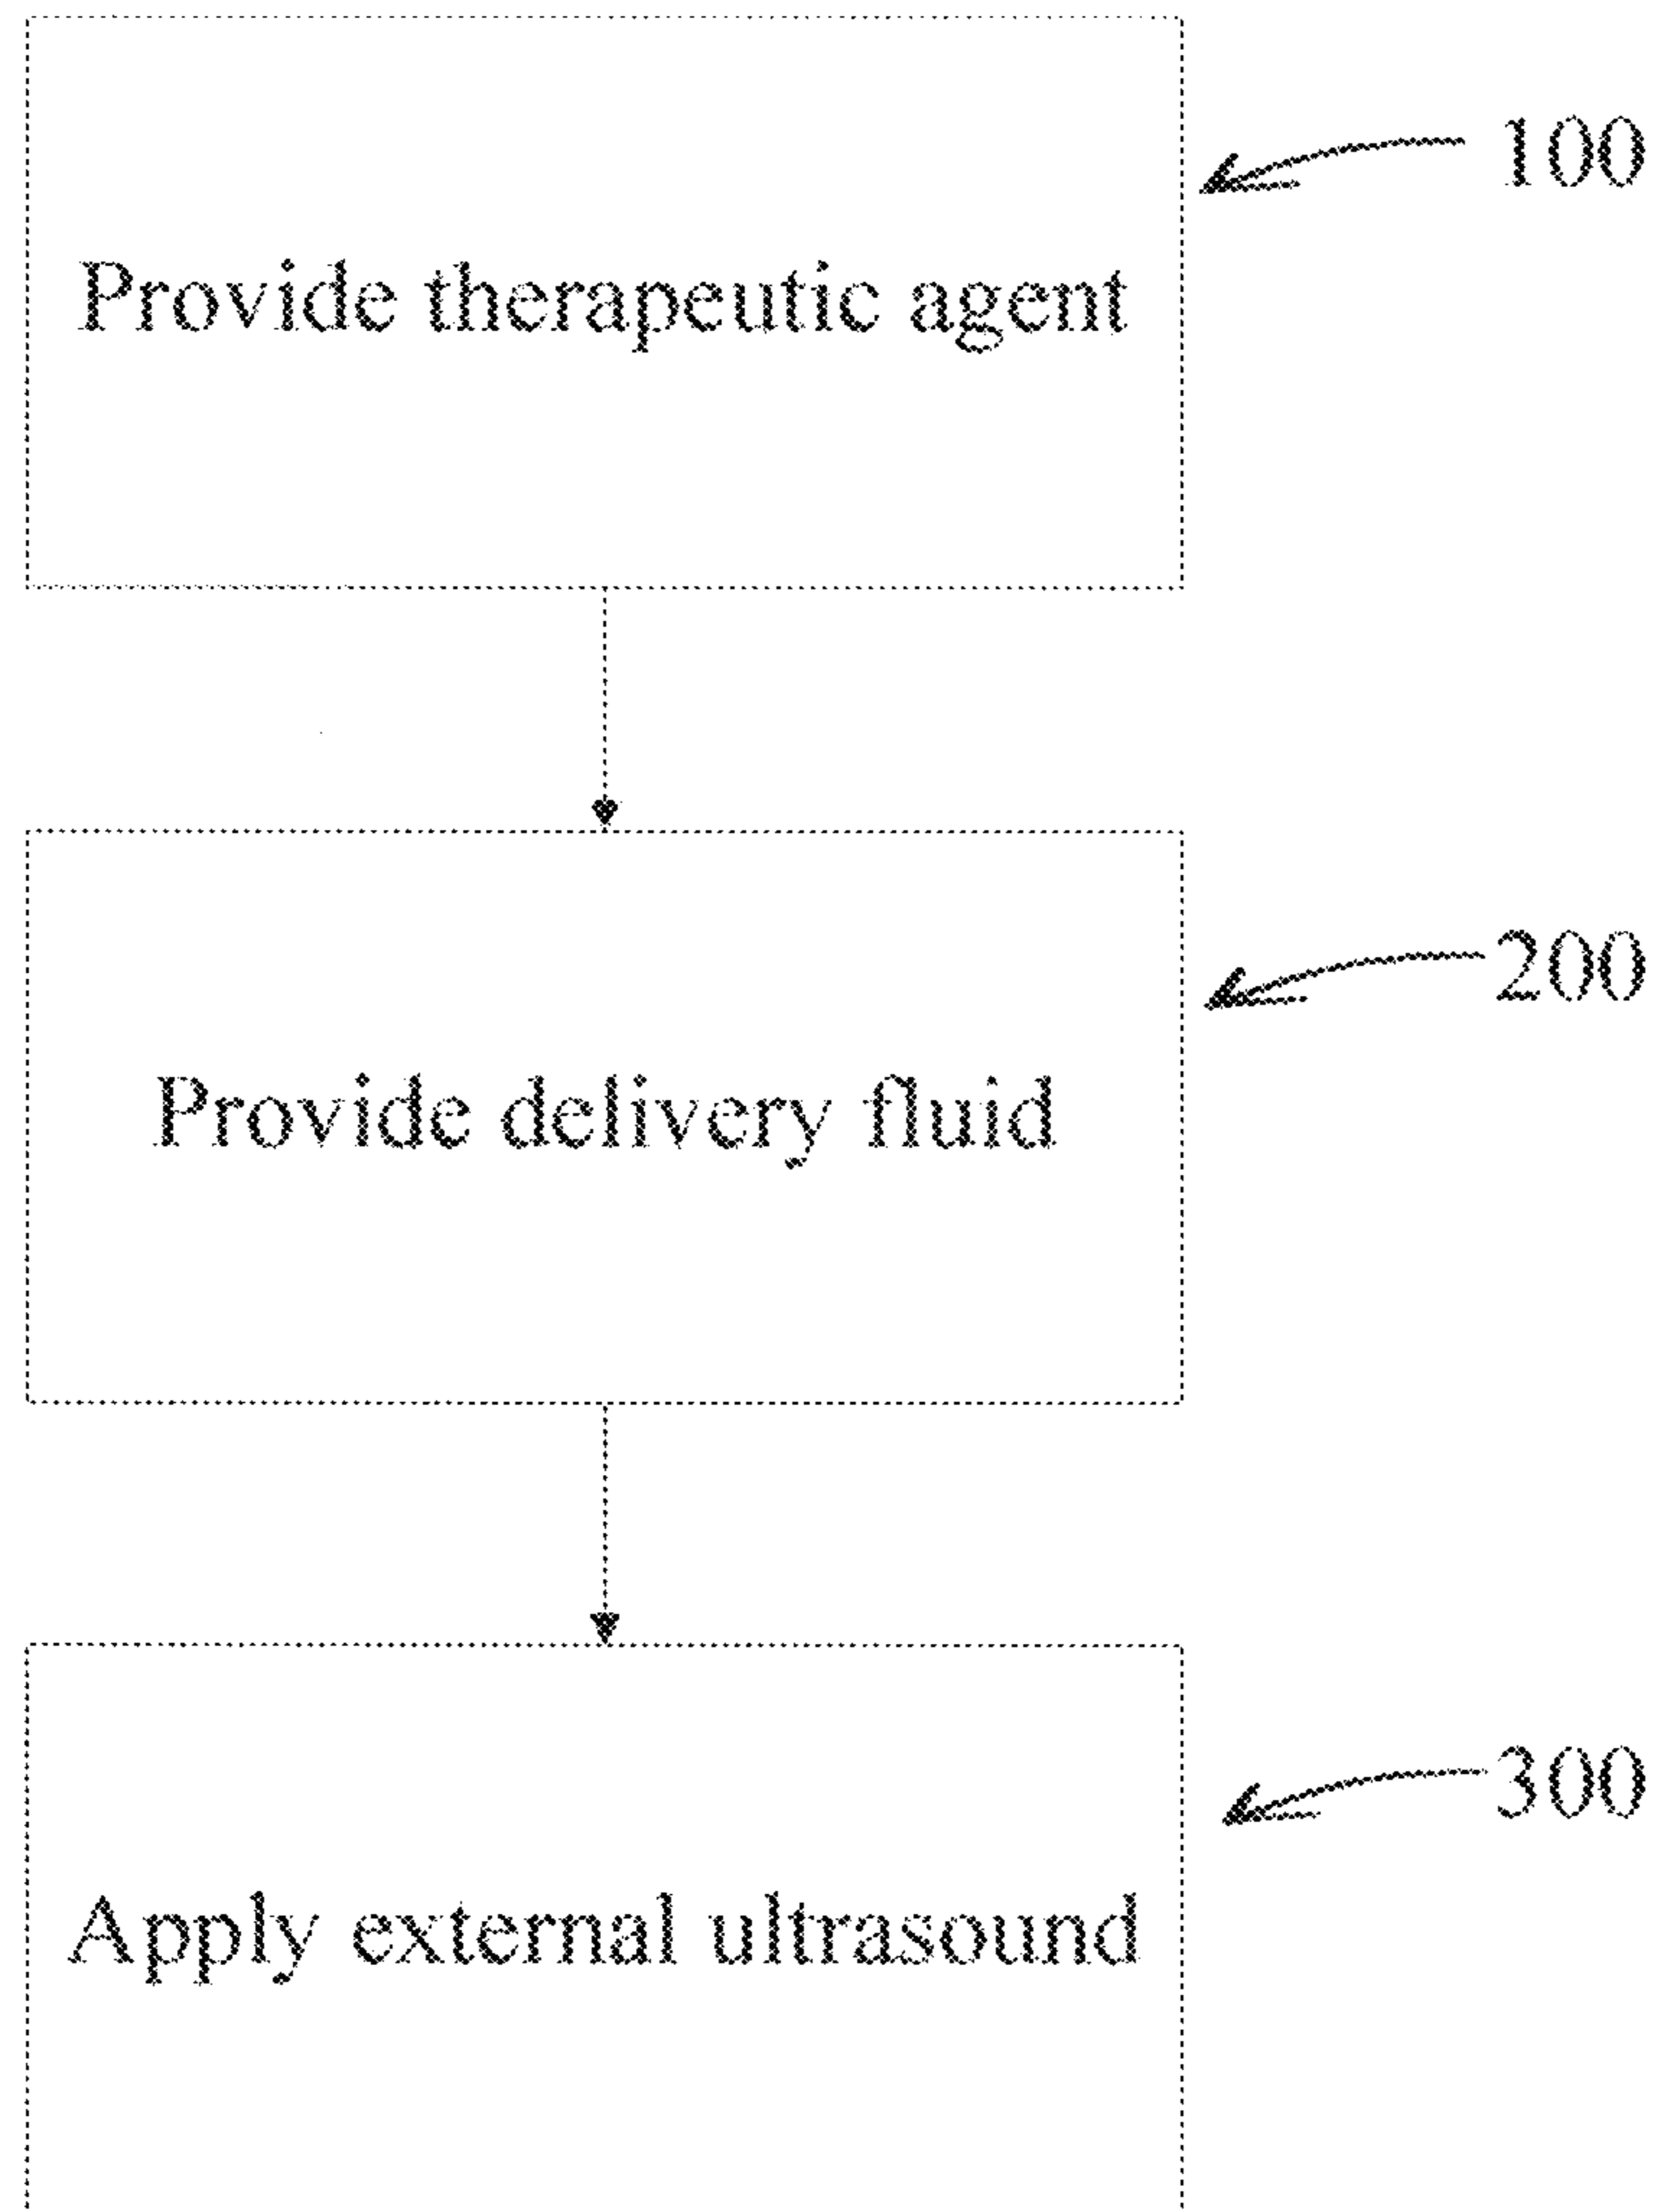 100
Provide therapeutic agent
200
Provide delivery fluid
300
Apply external ultrasound